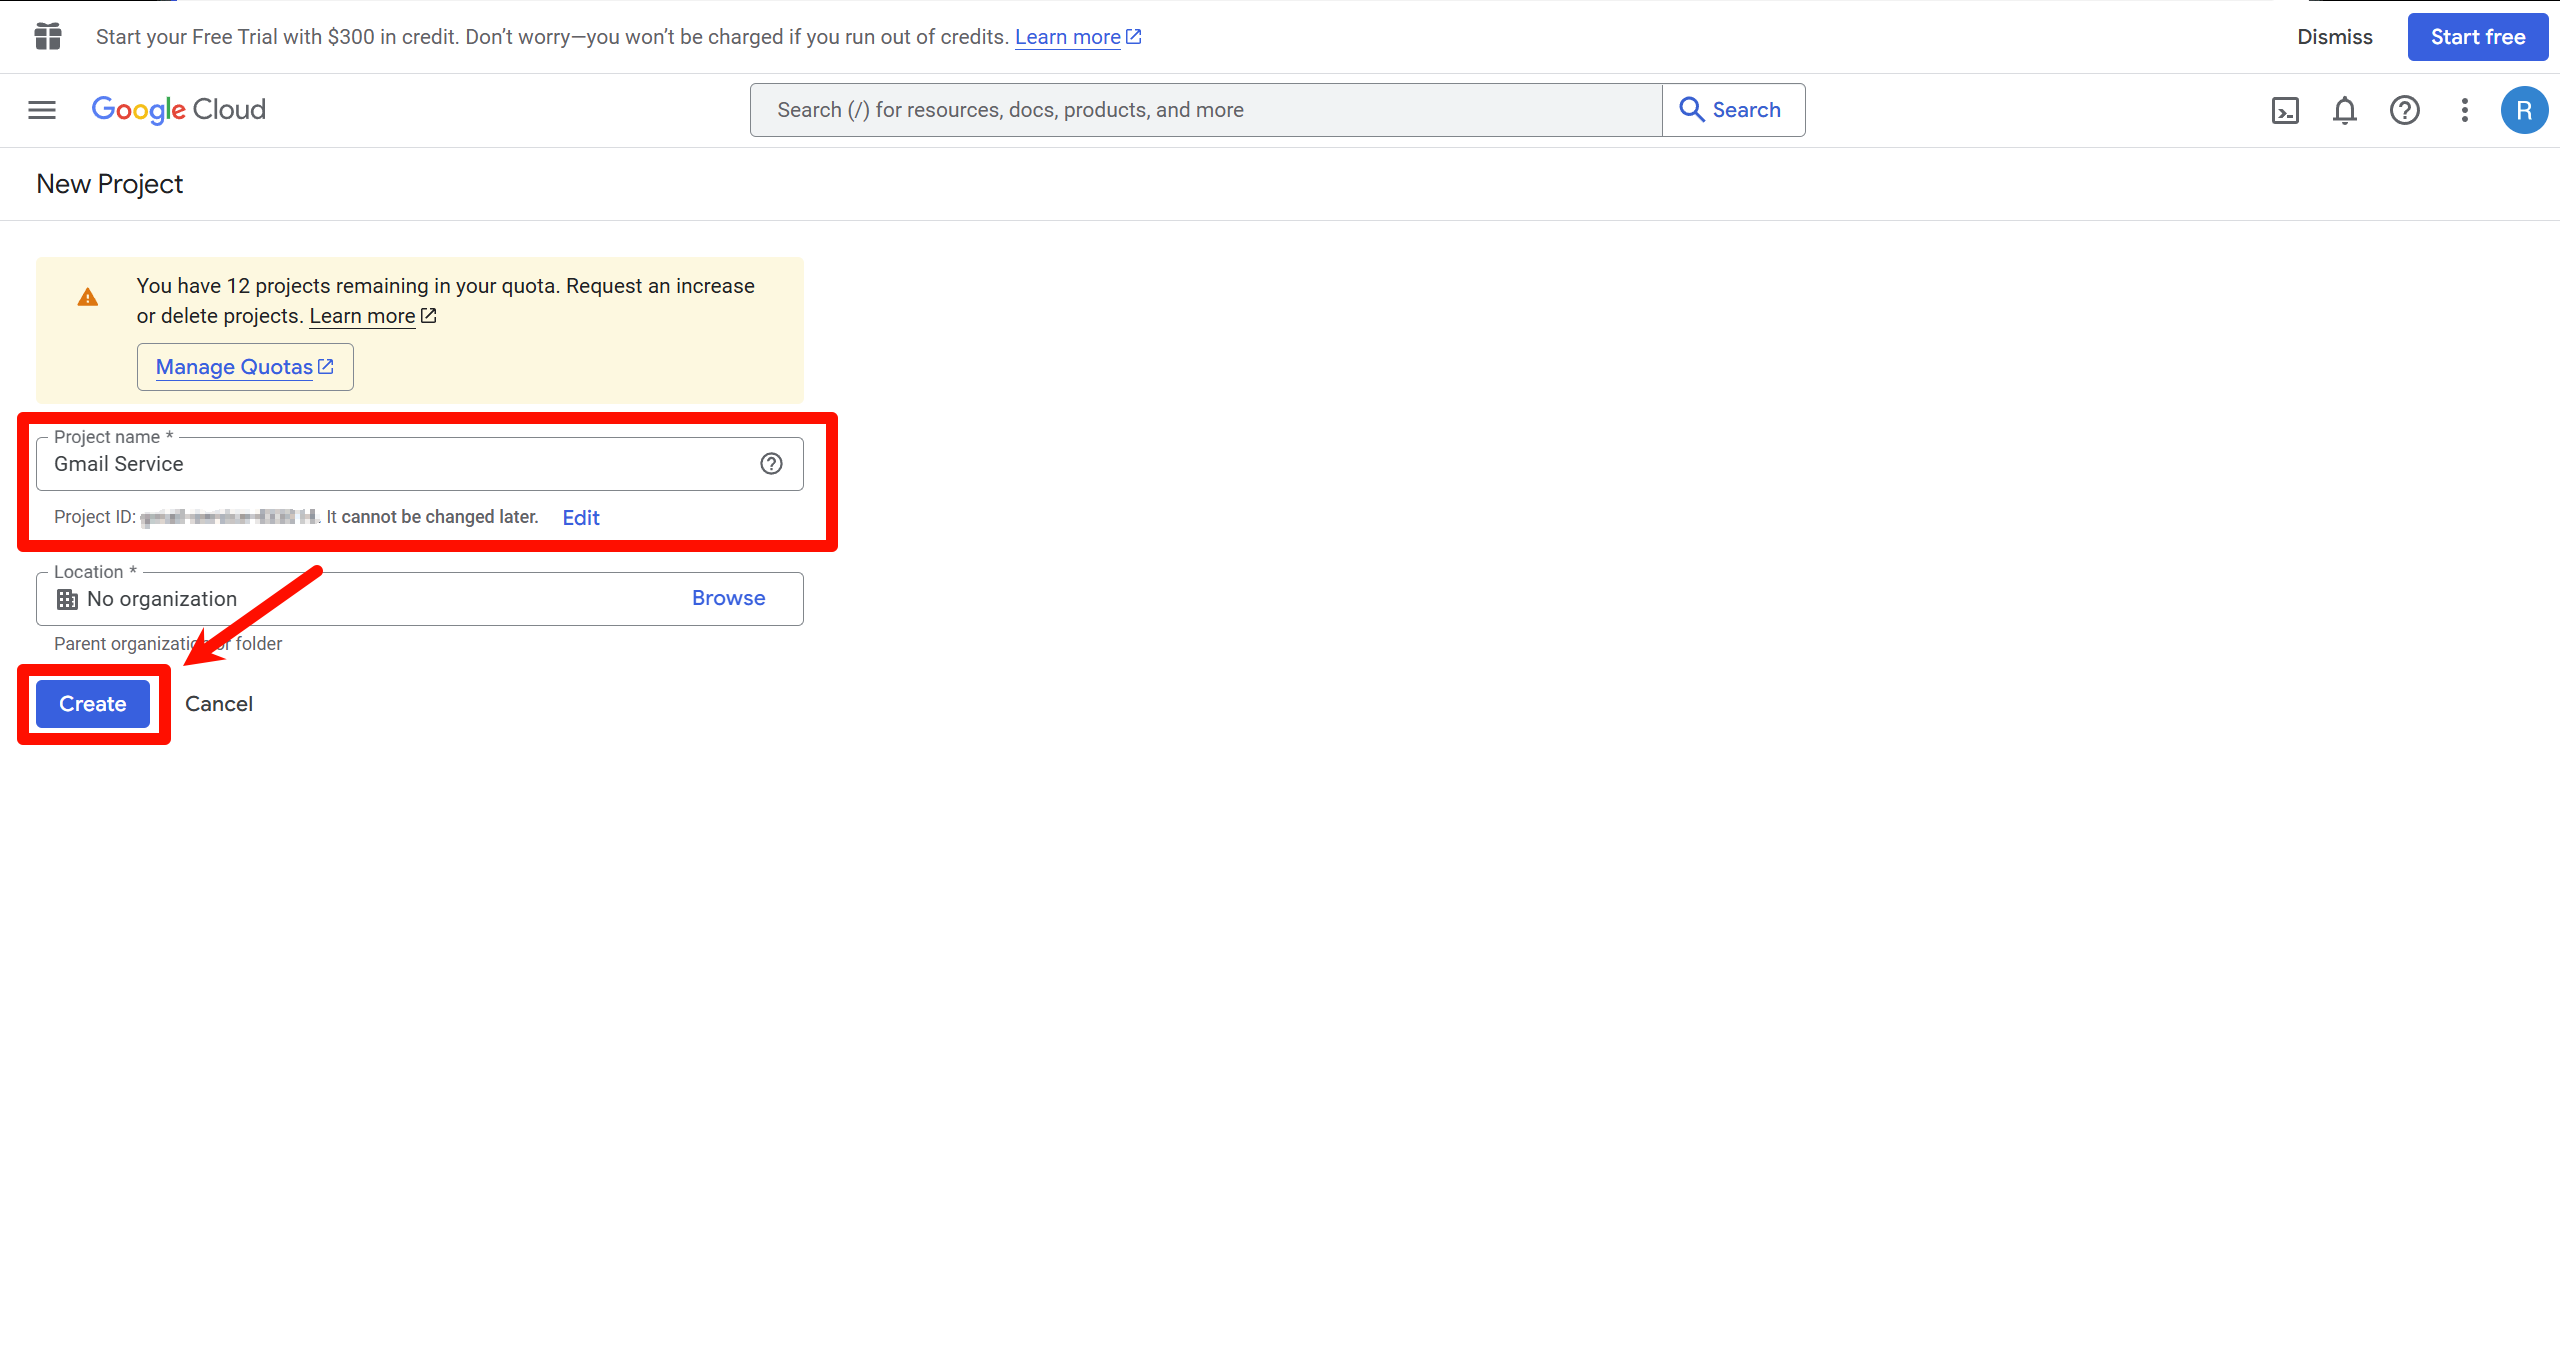 Start your Free Trial with $300 in credit. Don’t worry—you won’t be charged if you run out of credits. Learn more
Dismiss
Start free
Google Cloud
Search (/) for resources, docs, products, and more
Search
R
New Project
You have 12 projects remaining in your quota. Request an increase
or delete projects. Learn more
Manage Quotas
Project name *
Gmail Service
Project ID: . It cannot be changed later. Edit
Location *
No organization
Browse
Parent organization or folder
Create
Cancel